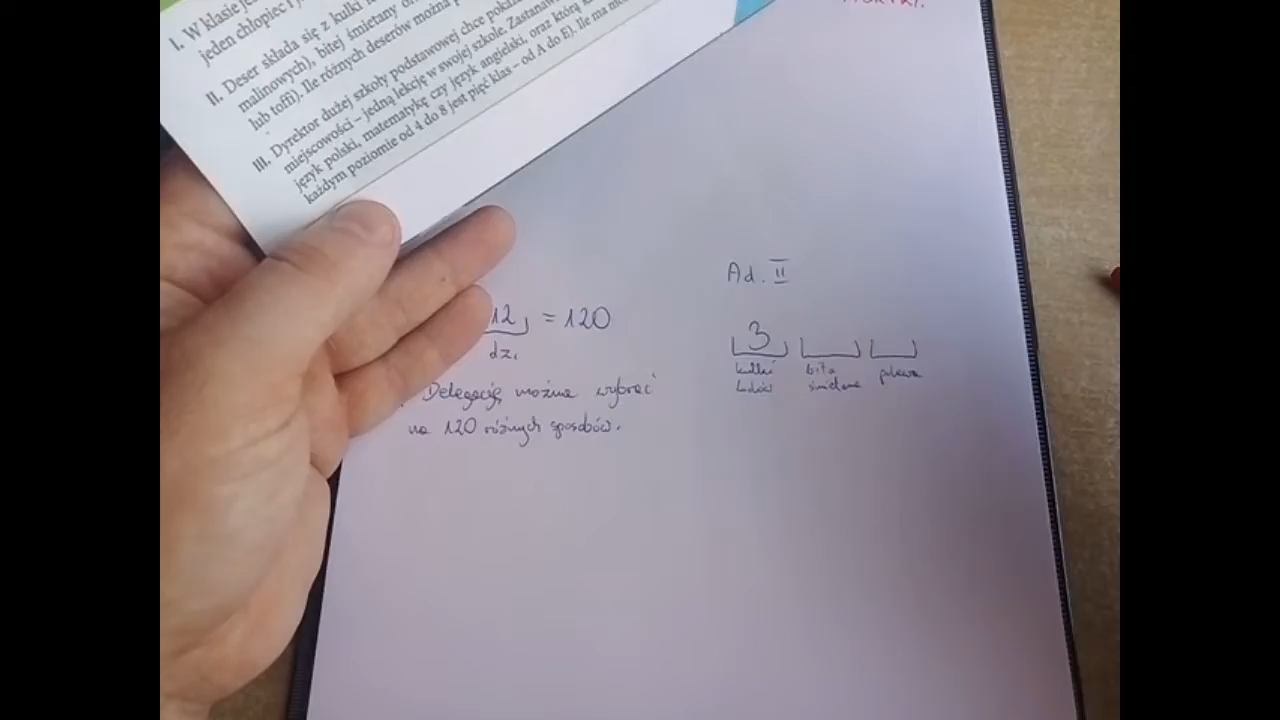 I. W klasie je
jeden chłopiec i j
II. Deser składa się z kulki l
malinowych), bitej śmietany or
lub toffi). Ile różnych deserów można
III. Dyrektor dużej szkoły podstawowej chce poka
miejscowości – jedną lekcję w swojej szkole. Zastanaw
język polski, matematykę czy język angielski, oraz którą
każdym poziomie od 4 do 8 jest pięć klas – od A do E). Ile ma mo
12 = 120
dz.
Delegację można wybrać
na 120 różnych sposobów.
Ad. II
3
kulki bita polewa
lodów śmietana